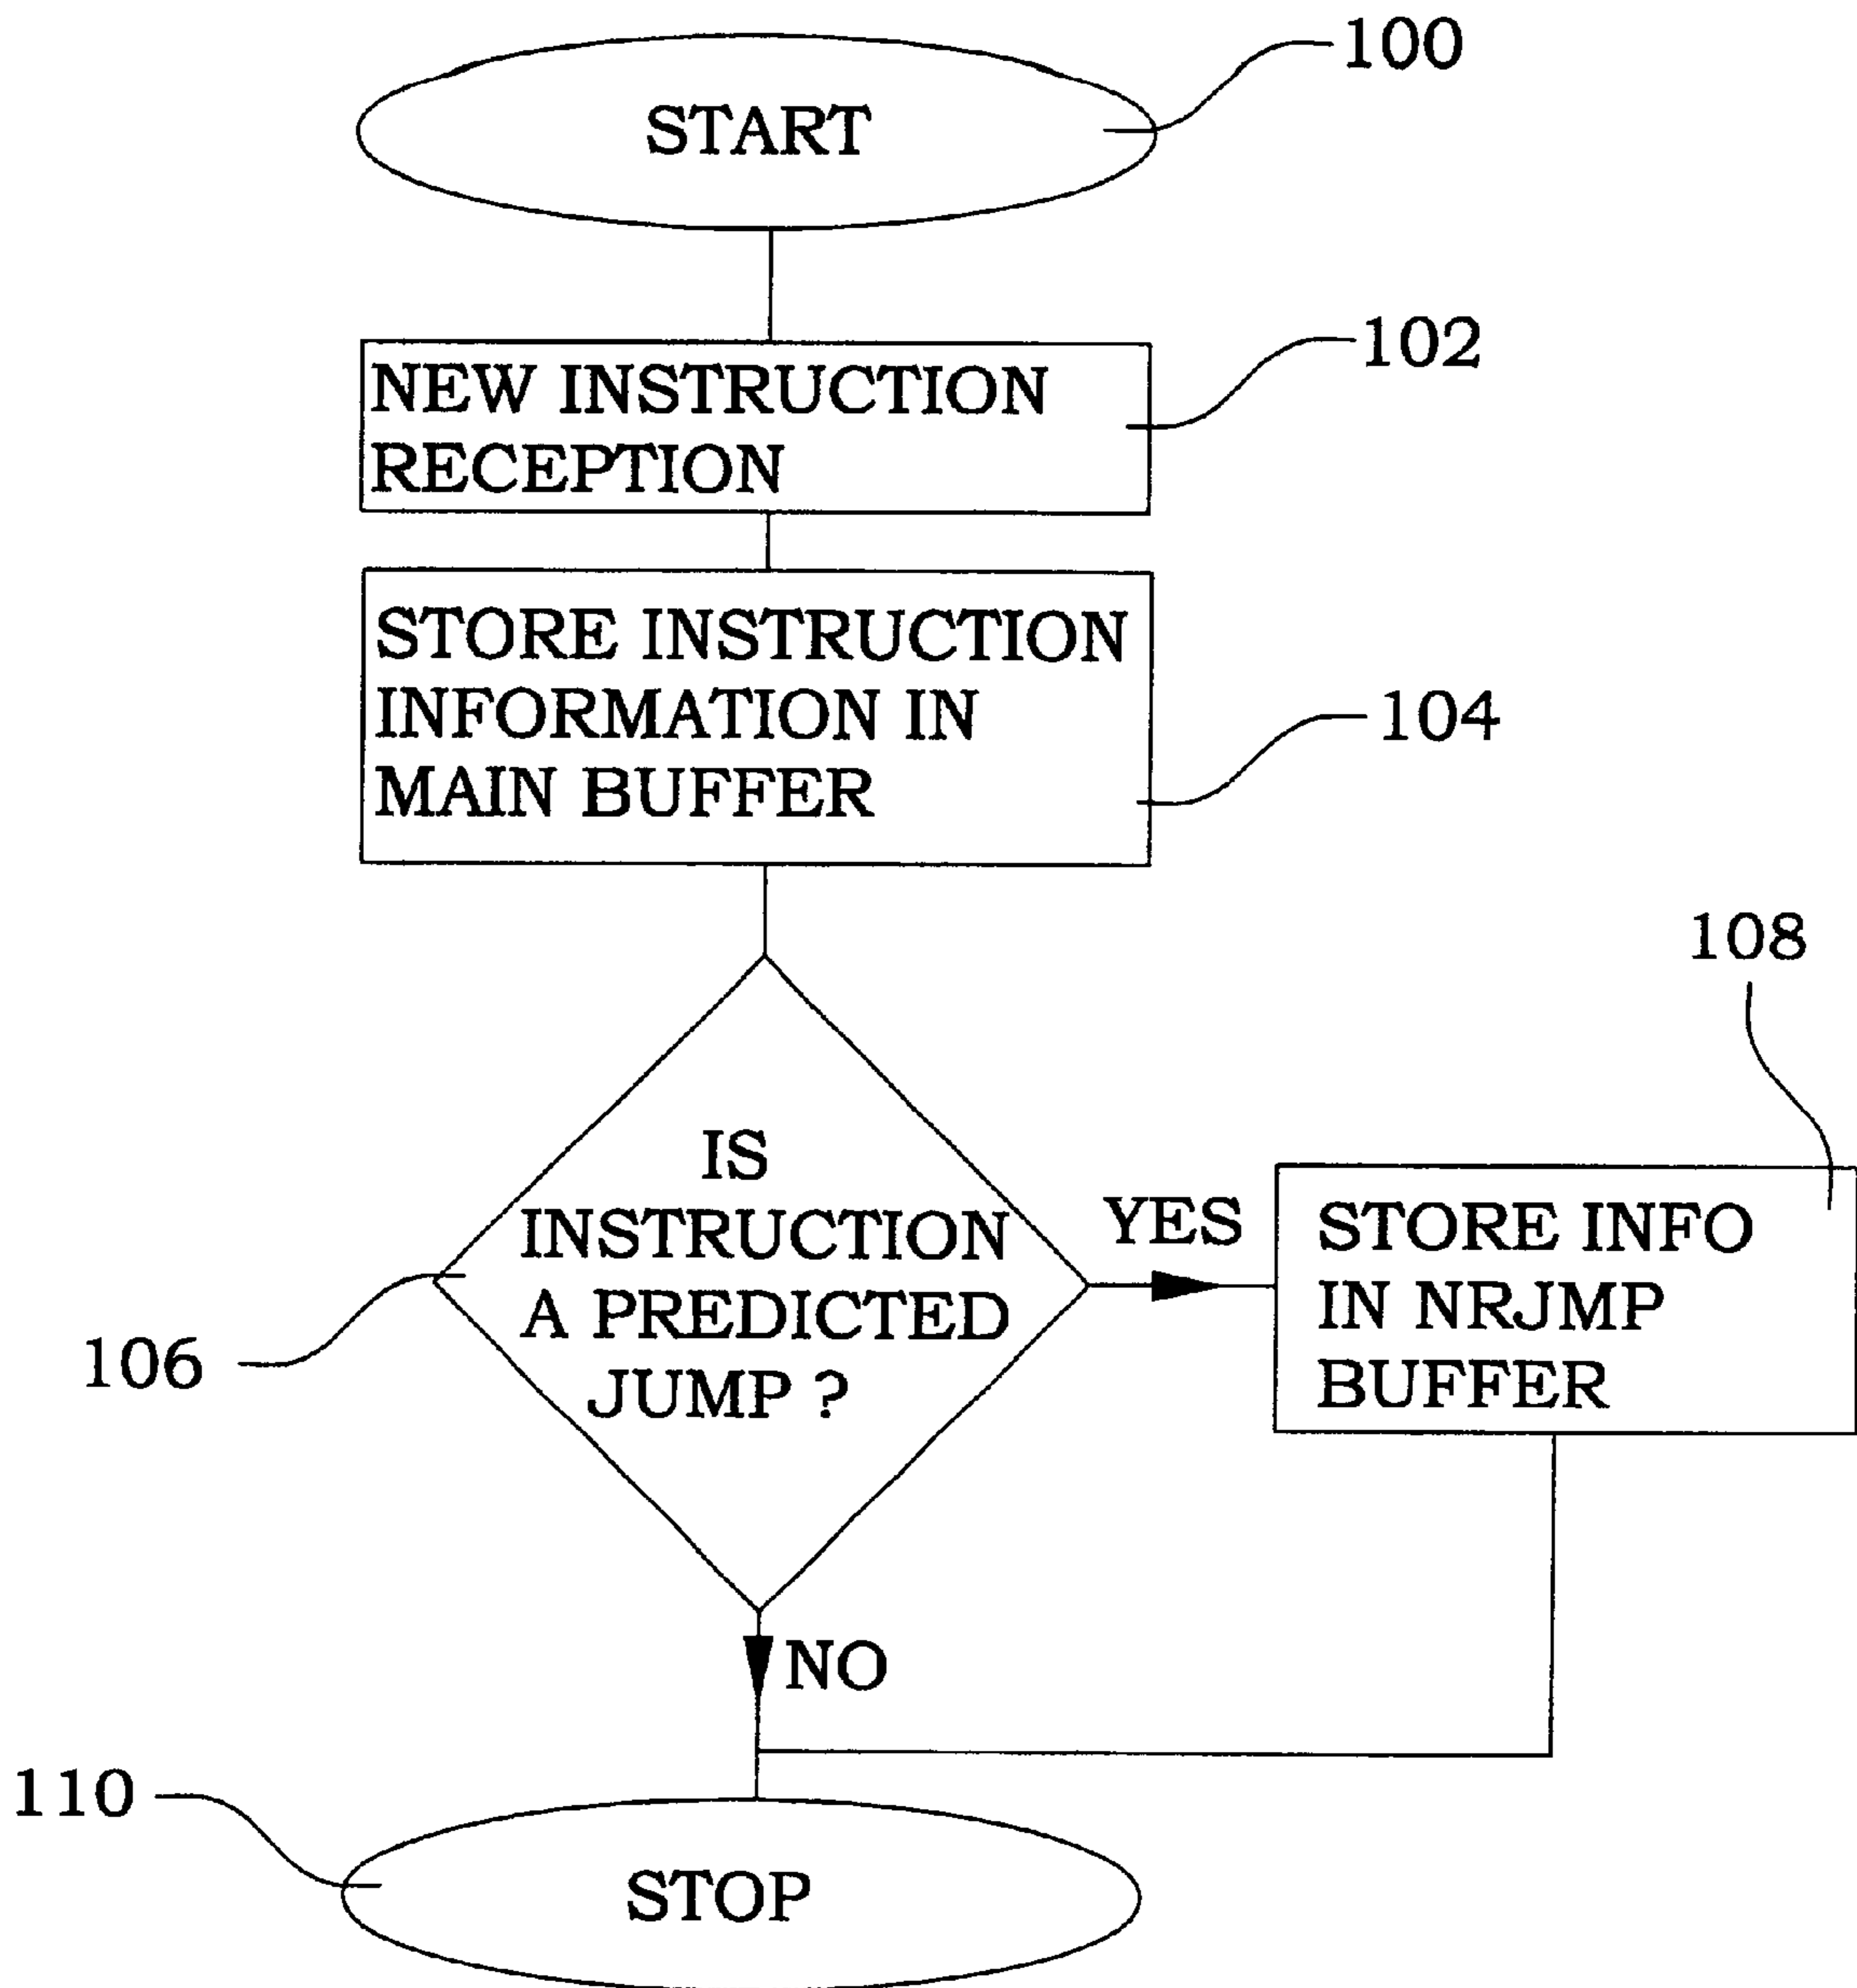 100
START
102
NEW INSTRUCTION
RECEPTION
STORE INSTRUCTION
INFORMATION IN
MAIN BUFFER
104
108
IS
INSTRUCTION
A PREDICTED
JUMP ?
106
YES
STORE INFO
IN NRJMP
BUFFER
NO
110
STOP